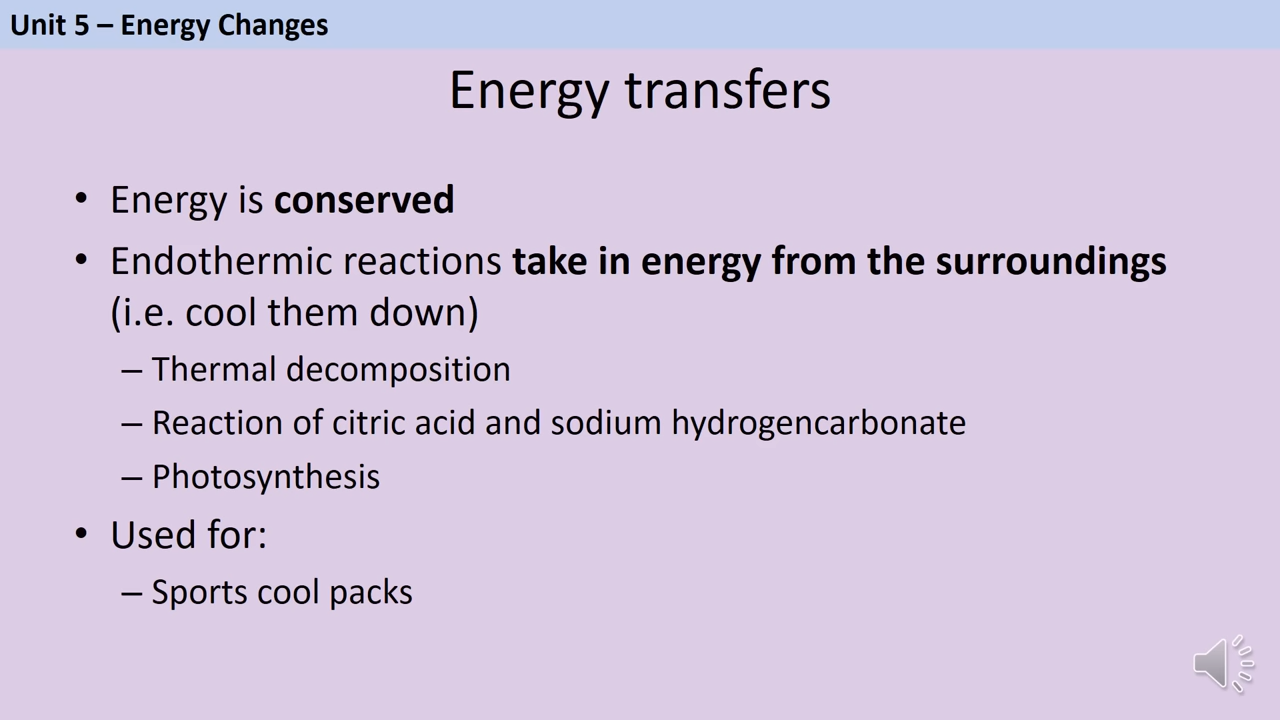 Unit 5 – Energy Changes
Energy transfers
• Energy is conserved
• Endothermic reactions take in energy from the surroundings
(i.e. cool them down)
– Thermal decomposition
– Reaction of citric acid and sodium hydrogencarbonate
– Photosynthesis
• Used for:
– Sports cool packs